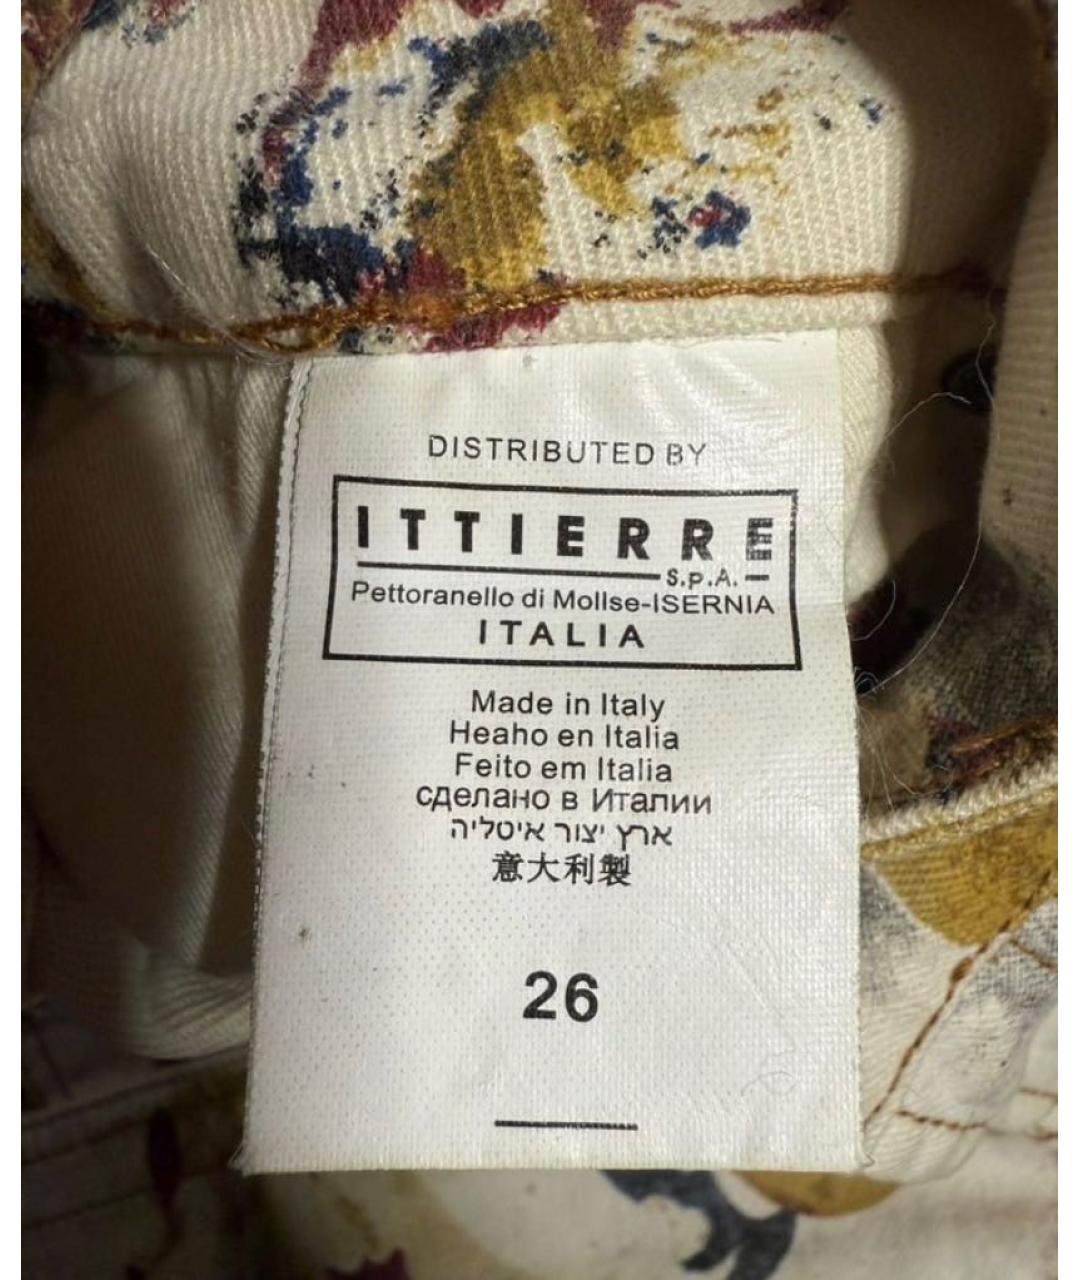 DISTRIBUTED BY
ITTIERRE
S.p.A.
Pettoranello di Mollse-ISERNIA
ITALIA
Made in Italy
Heaho en Italia
Feito em Italia
сделано в Италии
ארץ יצור איטליה
意大利製
26